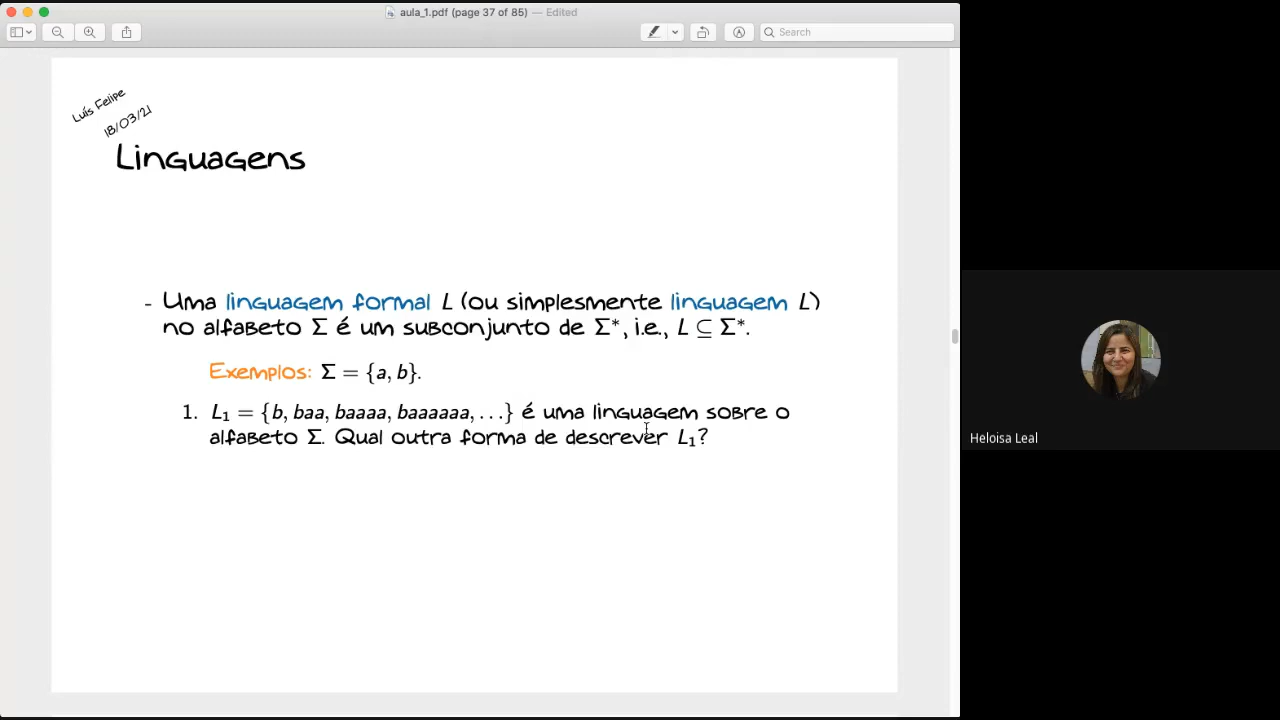 aula_1.pdf (page 37 of 85) — Edited
Search
Luís Felipe
18/03/21
Linguagens
- Uma linguagem formal L (ou simplesmente linguagem L)
no alfabeto Σ é um subconjunto de Σ*, i.e., L ⊆ Σ*.
Exemplos: Σ = {a, b}.
1. L₁ = {b, baa, baaaa, baaaaaa, ...} é uma linguagem sobre o
alfabeto Σ. Qual outra forma de descrever L₁?
Heloisa Leal